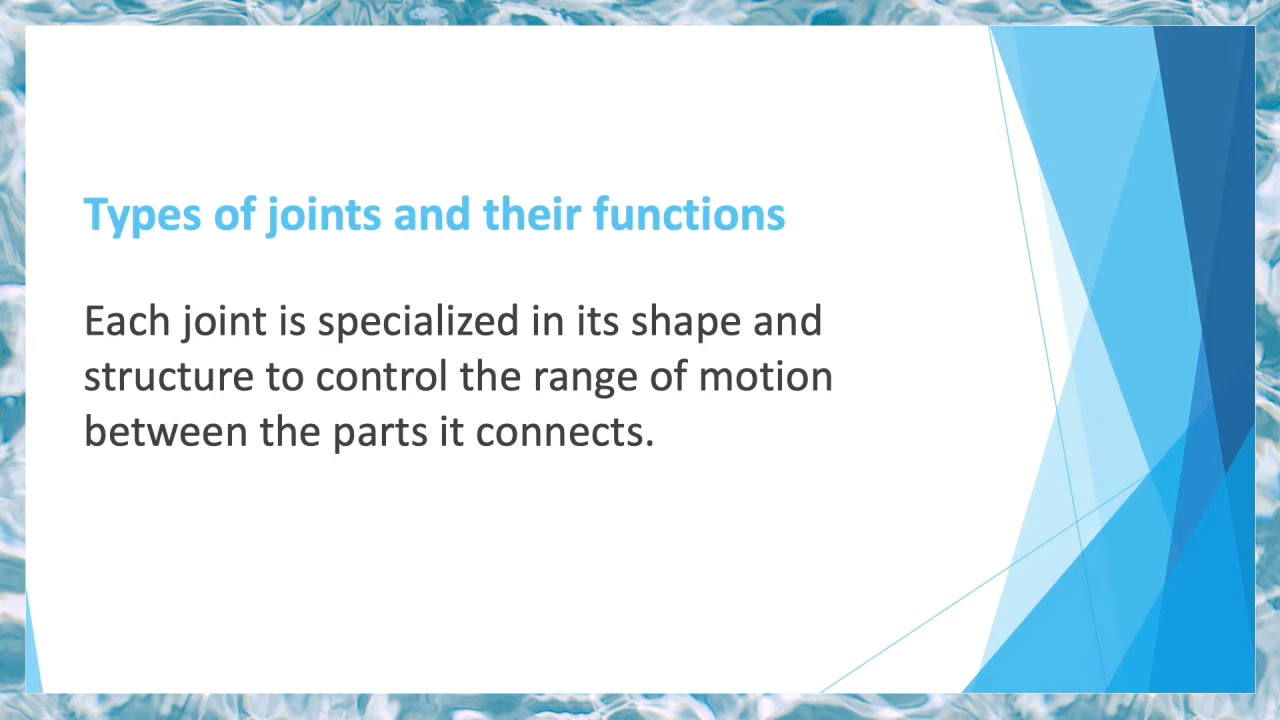 Types of joints and their functions
Each joint is specialized in its shape and
structure to control the range of motion
between the parts it connects.